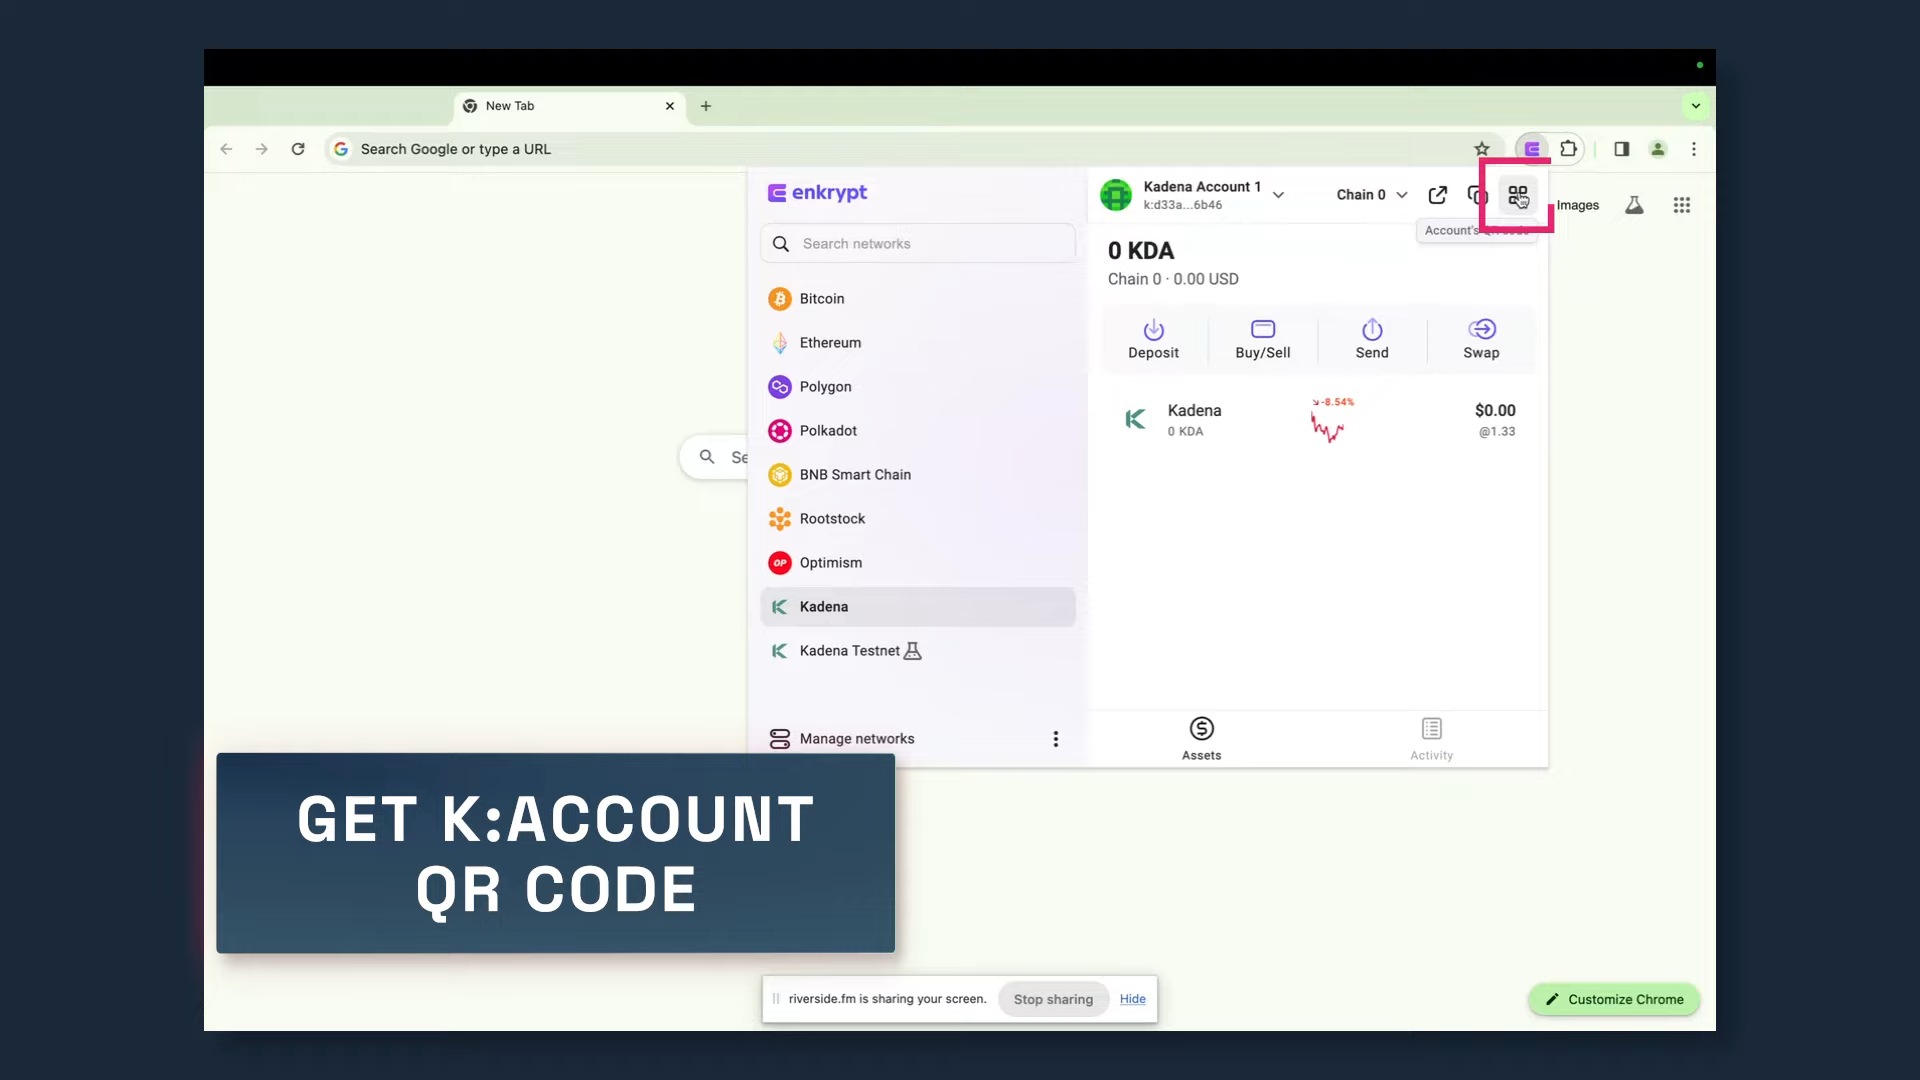 New Tab
Search Google or type a URL
enkrypt
Kadena Account 1
k:d33a...6b46
Chain 0
Images
Account's QR code
Search networks
0 KDA
Chain 0 · 0.00 USD
Bitcoin
Ethereum
Polygon
Polkadot
BNB Smart Chain
Rootstock
OP
Optimism
Kadena
Kadena Testnet
Manage networks
Deposit
Buy/Sell
Send
Swap
Kadena
0 KDA
-8.54%
$0.00
@1.33
Se
Assets
Activity
GET K:ACCOUNT
QR CODE
riverside.fm is sharing your screen.
Stop sharing
Hide
Customize Chrome